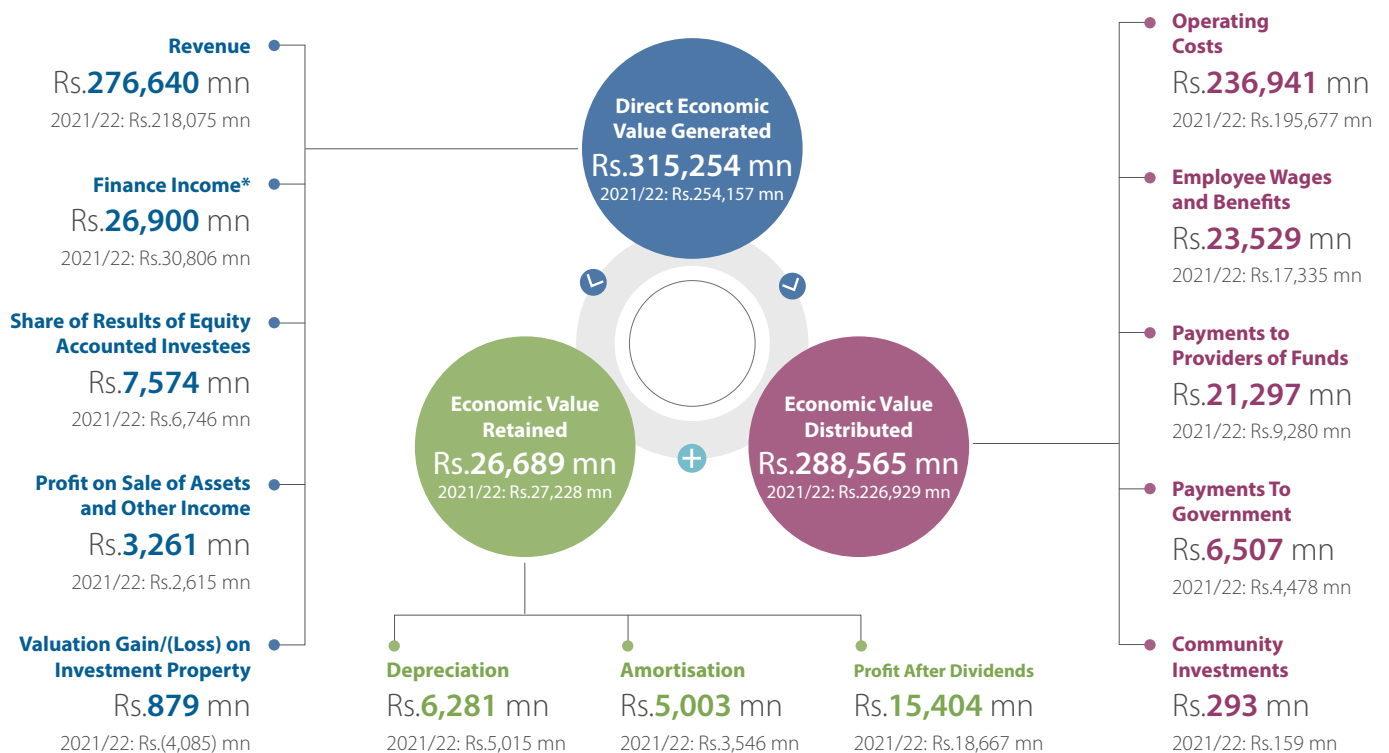 Revenue
Rs.276,640 mn
2021/22: Rs.218,075 mn
Finance Income*
Rs.26,900 mn
2021/22: Rs.30,806 mn
Share of Results of Equity
Accounted Investees
Rs.7,574 mn
2021/22: Rs.6,746 mn
Profit on Sale of Assets
and Other Income
Rs.3,261 mn
2021/22: Rs.2,615 mn
Valuation Gain/(Loss) on
Investment Property
Rs.879 mn
2021/22: Rs.(4,085) mn
Direct Economic
Value Generated
Rs.315,254 mn
2021/22: Rs.254,157 mn
Economic Value
Retained
Rs.26,689 mn
2021/22: Rs.27,228 mn
Economic Value
Distributed
Rs.288,565 mn
2021/22: Rs.226,929 mn
Depreciation
Rs.6,281 mn
2021/22: Rs.5,015 mn
Amortisation
Rs.5,003 mn
2021/22: Rs.3,546 mn
Profit After Dividends
Rs.15,404 mn
2021/22: Rs.18,667 mn
Operating
Costs
Rs.236,941 mn
2021/22: Rs.195,677 mn
Employee Wages
and Benefits
Rs.23,529 mn
2021/22: Rs.17,335 mn
Payments to
Providers of Funds
Rs.21,297 mn
2021/22: Rs.9,280 mn
Payments To
Government
Rs.6,507 mn
2021/22: Rs.4,478 mn
Community
Investments
Rs.293 mn
2021/22: Rs.159 mn